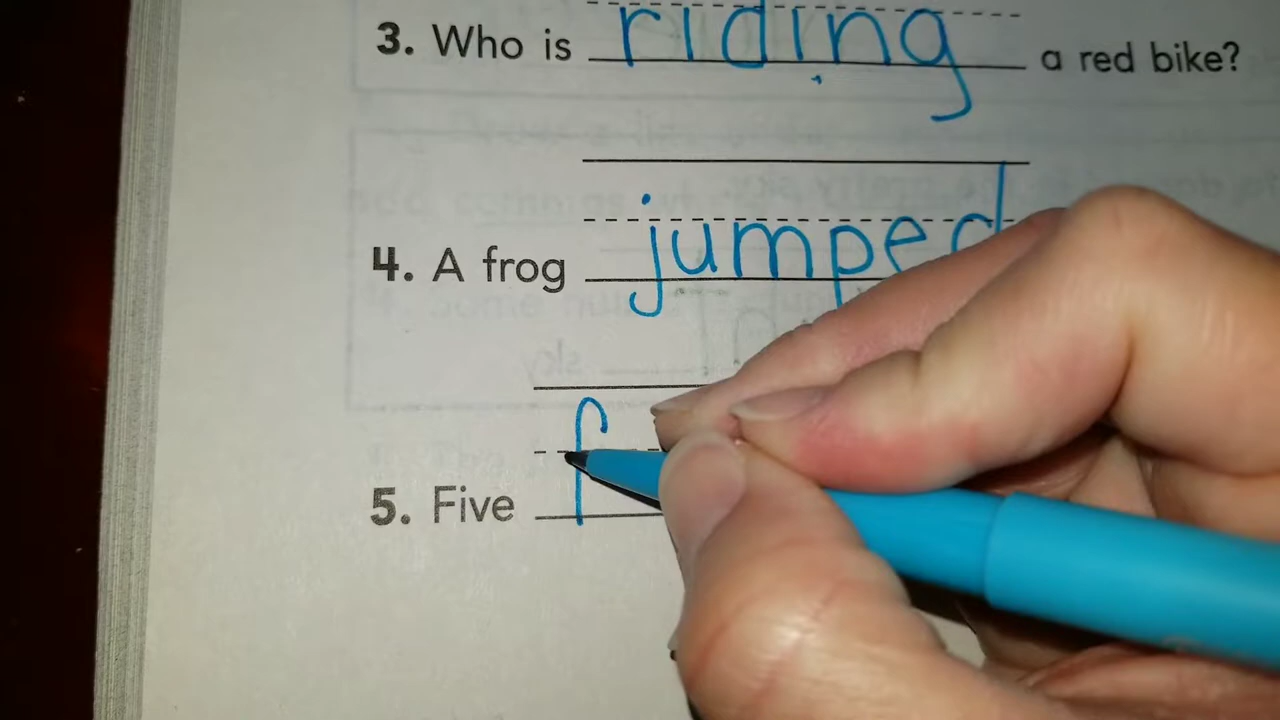 3. Who is riding a red bike?
4. A frog jumped
5. Five f